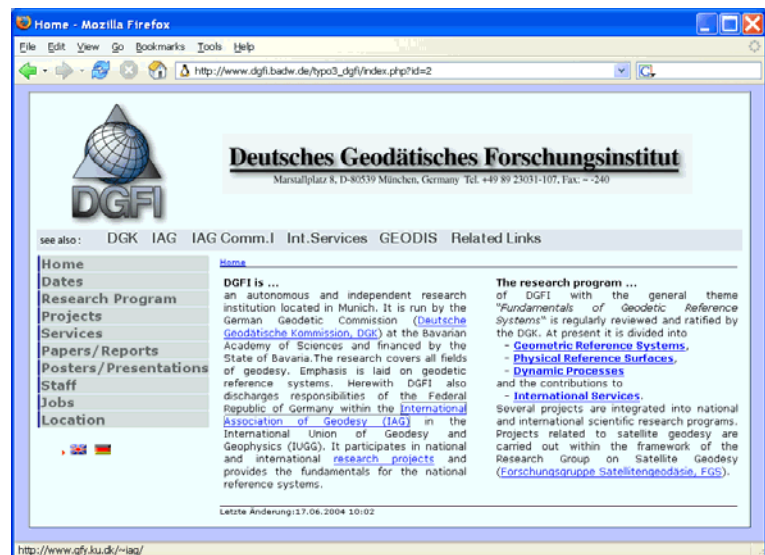 Home - Mozilla Firefox
File Edit View Go Bookmarks Tools Help
http://www.dgfi.badw.de/typo3_dgfi/index.php?id=2
DGFI
Deutsches Geodätisches Forschungsinstitut
Marstallplatz 8, D-80539 München, Germany Tel. +49 89 23031-107, Fax: – -240
see also : DGK IAG IAG Comm.I Int.Services GEODIS Related Links
Home
Dates
Research Program
Projects
Services
Papers/Reports
Posters/Presentations
Staff
Jobs
Location
Home
DGFI is ...
an autonomous and independent research
institution located in Munich. It is run by the
German Geodetic Commission (Deutsche
Geodätische Kommission, DGK) at the Bavarian
Academy of Sciences and financed by the
State of Bavaria.The research covers all fields
of geodesy. Emphasis is laid on geodetic
reference systems. Herewith DGFI also
discharges responsibilities of the Federal
Republic of Germany within the International
Association of Geodesy (IAG) in the
International Union of Geodesy and
Geophysics (IUGG). It participates in national
and international research projects and
provides the fundamentals for the national
reference systems.
The research program ...
of DGFI with the general theme
"Fundamentals of Geodetic Reference
Systems" is regularly reviewed and ratified by
the DGK. At present it is divided into
- Geometric Reference Systems,
- Physical Reference Surfaces,
- Dynamic Processes
and the contributions to
- International Services.
Several projects are integrated into national
and international scientific research programs.
Projects related to satellite geodesy are
carried out within the framework of the
Research Group on Satellite Geodesy
(Forschungsgruppe Satellitengeodäsie, FGS).
Letzte Änderung:17.06.2004 10:02
http://www.gfy.ku.dk/~iag/